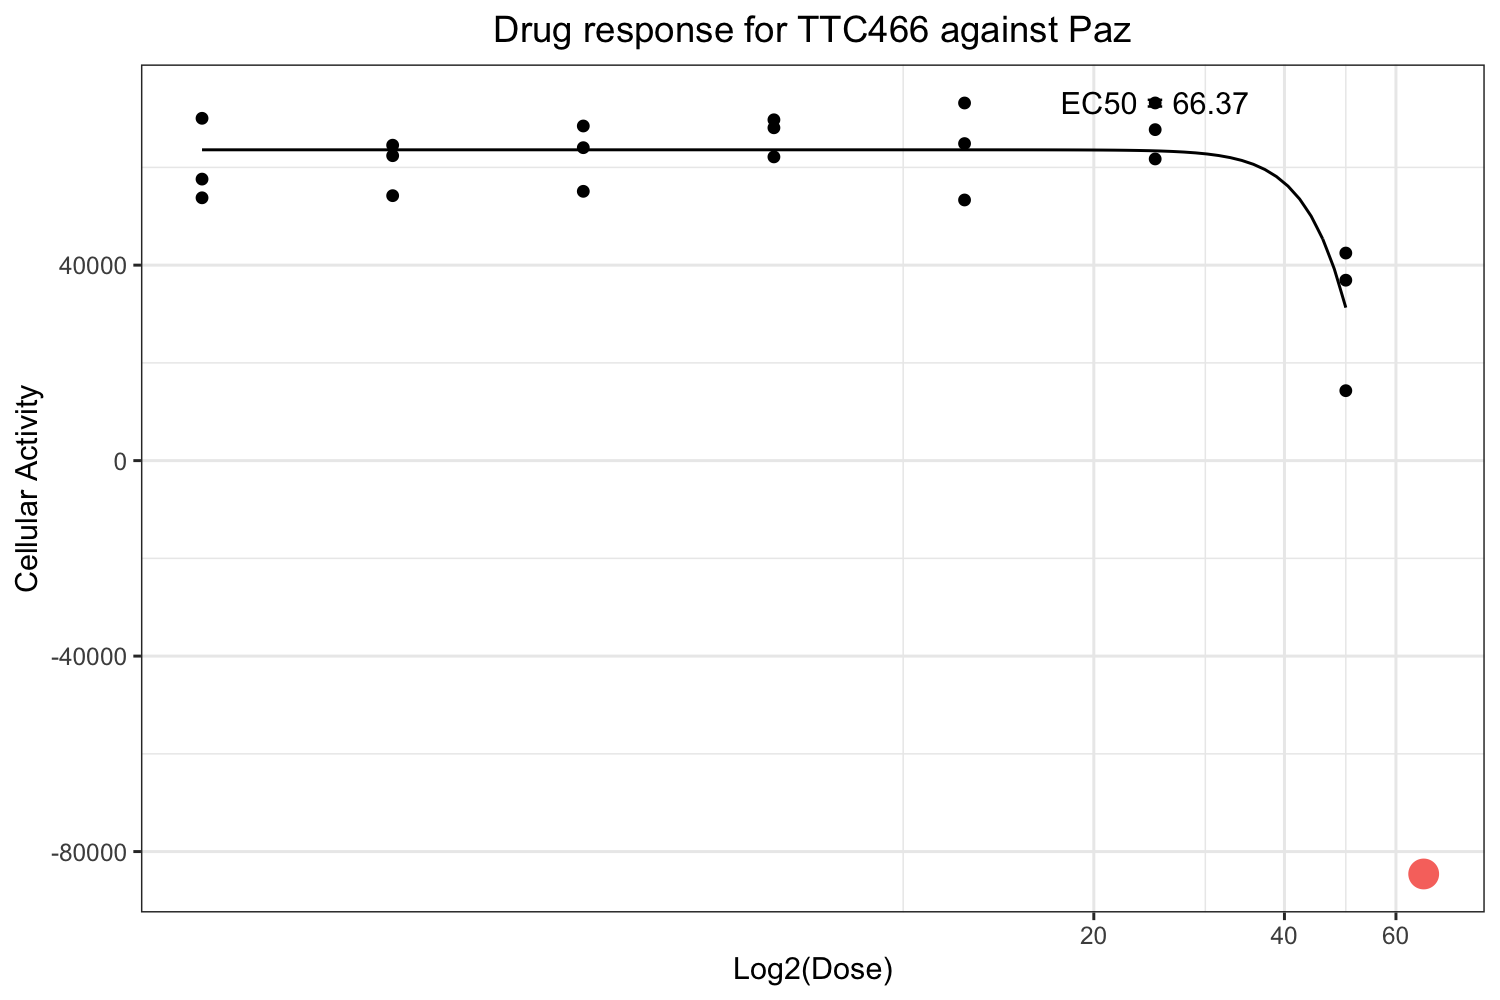 Drug response for TTC466 against Paz
EC50 = 66.37
40000
0
-40000
-80000
Cellular Activity
20
40
60
Log2(Dose)